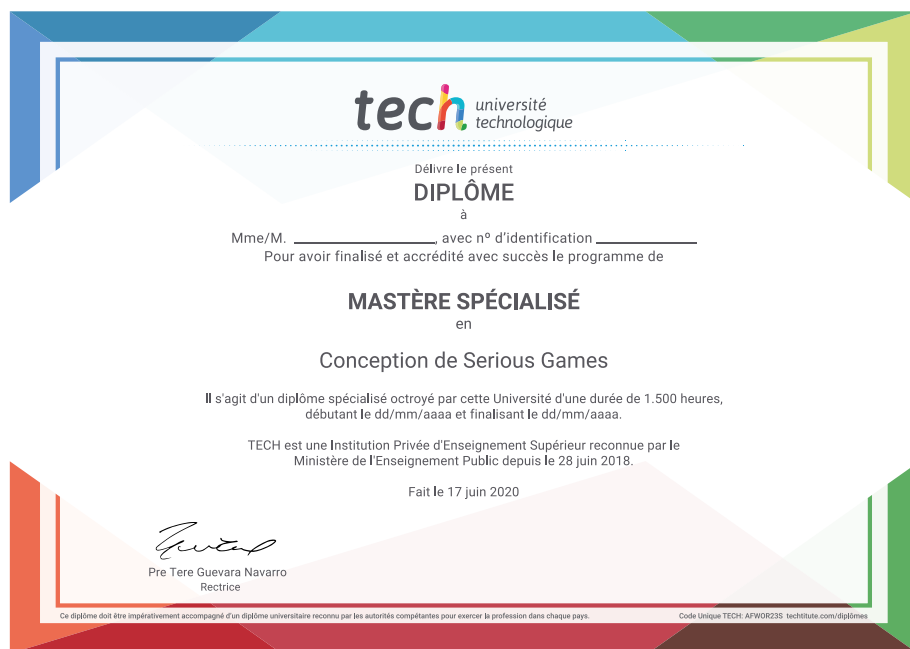 tech université
technologique
Délivre le présent
DIPLÔME
à
Mme/M. ______________, avec nº d'identification __________
Pour avoir finalisé et accrédité avec succès le programme de
MASTÈRE SPÉCIALISÉ
en
Conception de Serious Games
Il s'agit d'un diplôme spécialisé octroyé par cette Université d'une durée de 1.500 heures,
débutant le dd/mm/aaaa et finalisant le dd/mm/aaaa.
TECH est une Institution Privée d'Enseignement Supérieur reconnue par le
Ministère de l'Enseignement Public depuis le 28 juin 2018.
Fait le 17 juin 2020
Pre Tere Guevara Navarro
Rectrice
Ce diplôme doit être impérativement accompagné d'un diplôme universitaire reconnu par les autorités compétentes pour exercer la profession dans chaque pays. Code Unique TECH: AFWOR23S techtitute.com/diplômes